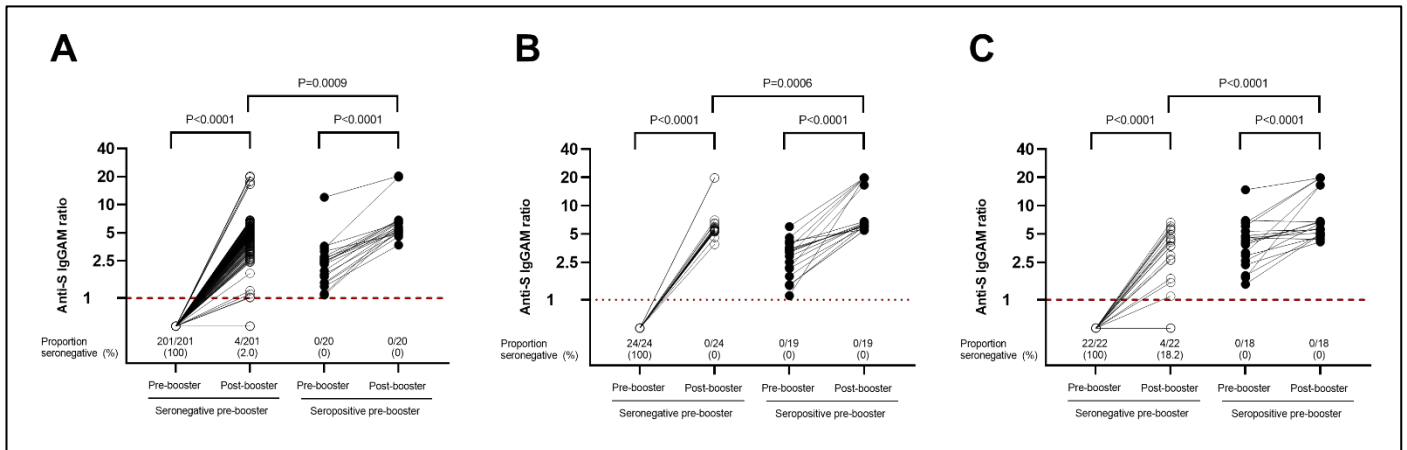 A
P=0.0009
P<0.0001 P<0.0001
Anti-S IgGAM ratio
40
20
10
5
2.5
1
Proportion seronegative (%)
201/201 (100)
4/201 (2.0)
0/20 (0)
0/20 (0)
Pre-booster Post-booster Pre-booster Post-booster
Seronegative pre-booster Seropositive pre-booster
B
P=0.0006
P<0.0001 P<0.0001
Anti-S IgGAM ratio
40
20
10
5
2.5
1
Proportion seronegative (%)
24/24 (100)
0/24 (0)
0/19 (0)
0/19 (0)
Pre-booster Post-booster Pre-booster Post-booster
Seronegative pre-booster Seropositive pre-booster
C
P<0.0001
P<0.0001 P<0.0001
Anti-S IgGAM ratio
40
20
10
5
2.5
1
Proportion seronegative (%)
22/22 (100)
4/22 (18.2)
0/18 (0)
0/18 (0)
Pre-booster Post-booster Pre-booster Post-booster
Seronegative pre-booster Seropositive pre-booster